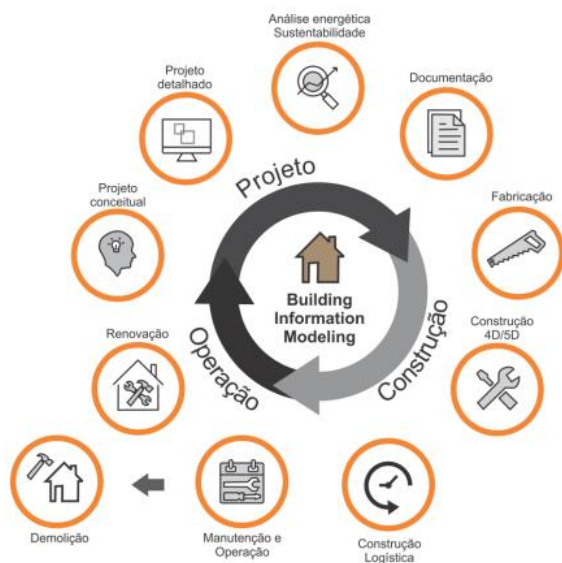 Análise energética
Sustentabilidade
Projeto
detalhado
Documentação
Projeto
Projeto
conceitual
Fabricação
Building
Information
Modeling
Construção
Operação
Renovação
Construção
4D/5D
Demolição
Manutenção e
Operação
Construção
Logística